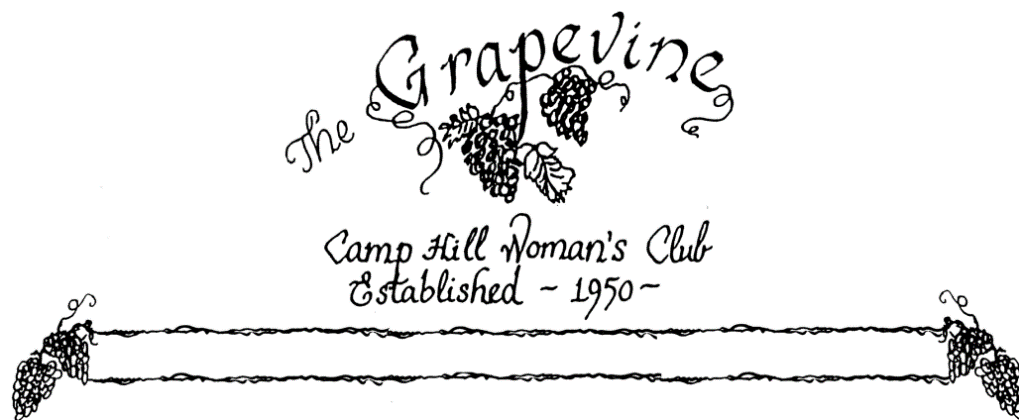 The Grapevine
Camp Hill Woman's Club
Established ~ 1950 ~